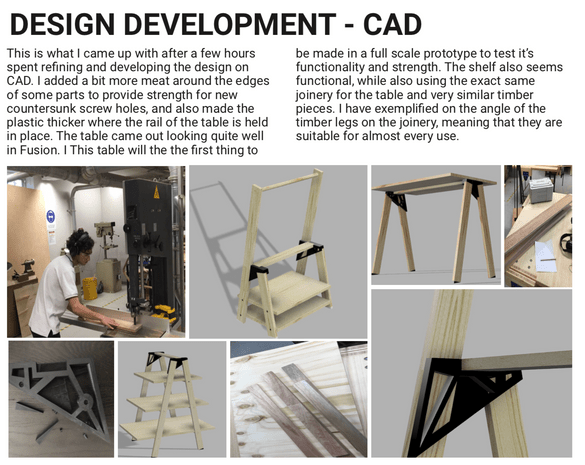 DESIGN DEVELOPMENT - CAD
This is what I came up with after a few hours
spent refining and developing the design on
CAD. I added a bit more meat around the edges
of some parts to provide strength for new
countersunk screw holes, and also made the
plastic thicker where the rail of the table is held
in place. The table came out looking quite well
in Fusion. I This table will the the first thing to
be made in a full scale prototype to test it's
functionality and strength. The shelf also seems
functional, while also using the exact same
joinery for the table and very similar timber
pieces. I have exemplified on the angle of the
timber legs on the joinery, meaning that they are
suitable for almost every use.